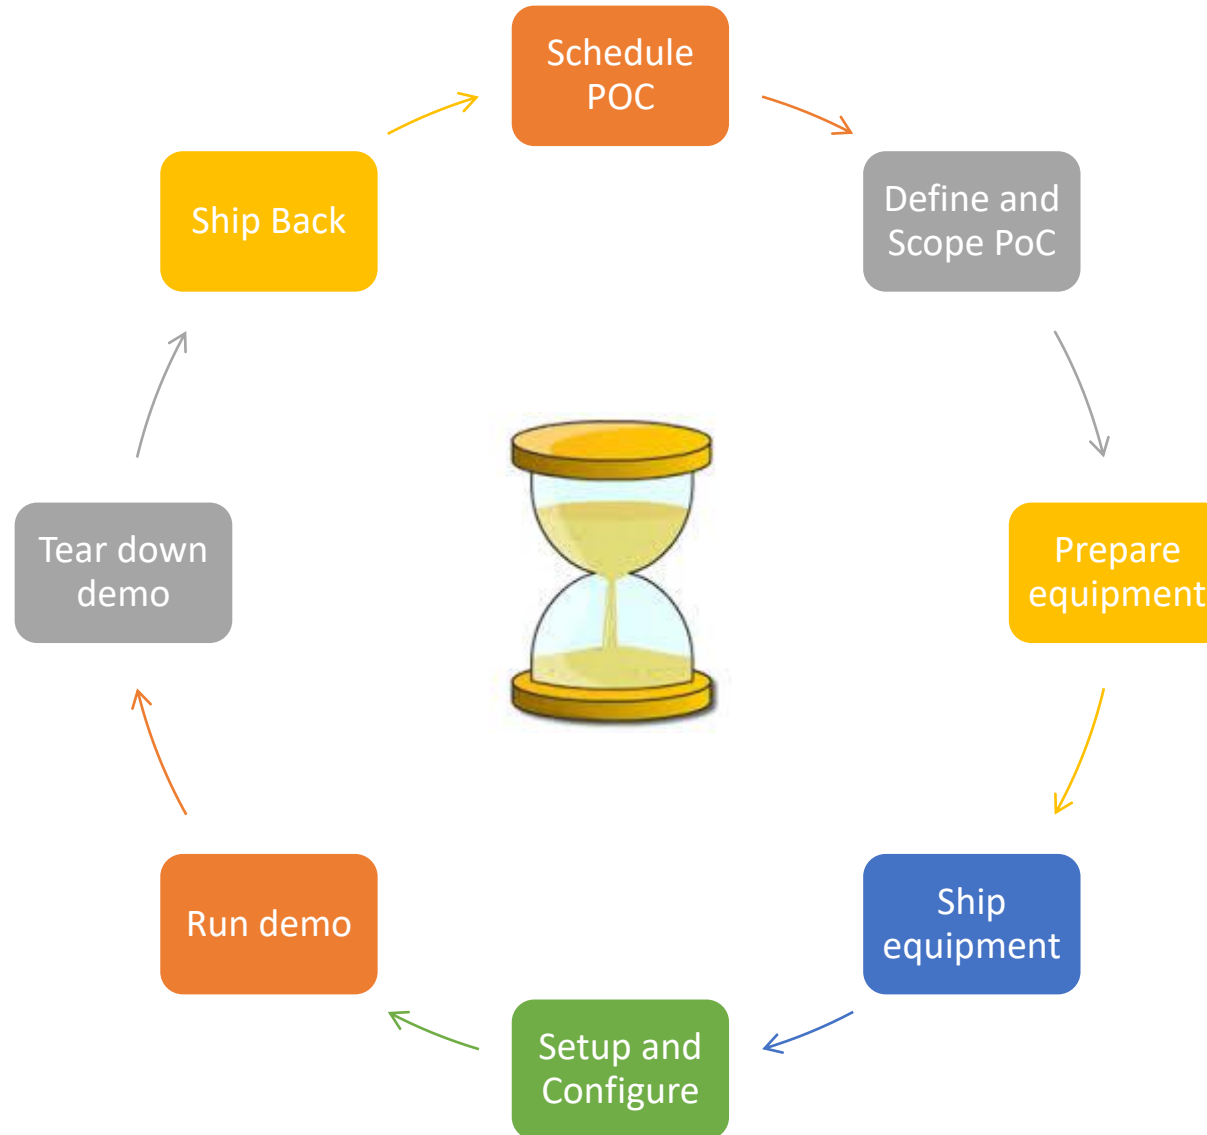 Schedule
POC
Define and
Scope PoC
Prepare
equipment
Ship
equipment
Setup and
Configure
Run demo
Tear down
demo
Ship Back